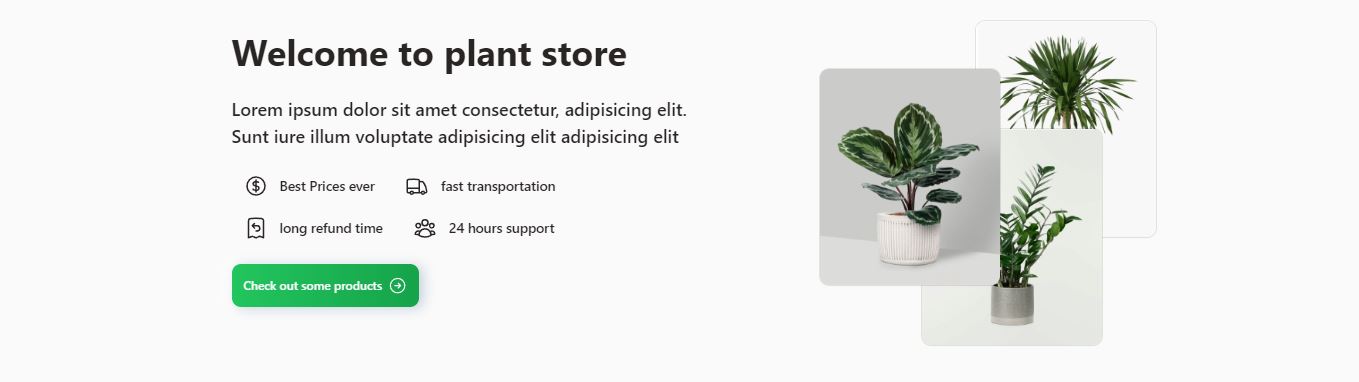 Welcome to plant store
Lorem ipsum dolor sit amet consectetur, adipisicing elit.
Sunt iure illum voluptate adipisicing elit adipisicing elit
Best Prices ever
fast transportation
long refund time
24 hours support
Check out some products